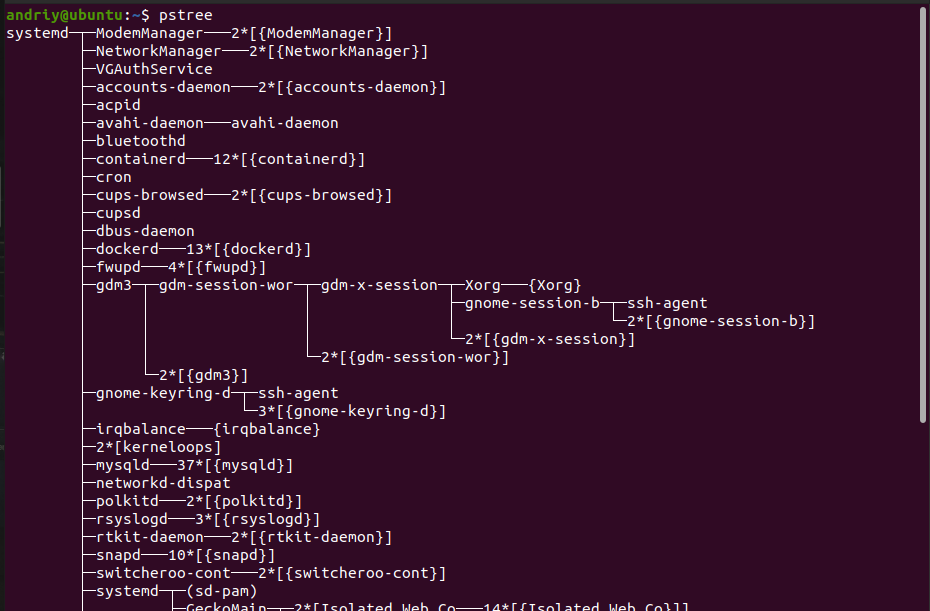 andriy@ubuntu:~$ pstree
systemd─┬─ModemManager───2*[{ModemManager}]
        ├─NetworkManager───2*[{NetworkManager}]
        ├─VGAuthService
        ├─accounts-daemon───2*[{accounts-daemon}]
        ├─acpid
        ├─avahi-daemon───avahi-daemon
        ├─bluetoothd
        ├─containerd───12*[{containerd}]
        ├─cron
        ├─cups-browsed───2*[{cups-browsed}]
        ├─cupsd
        ├─dbus-daemon
        ├─dockerd───13*[{dockerd}]
        ├─fwupd───4*[{fwupd}]
        ├─gdm3─┬─gdm-session-wor─┬─gdm-x-session─┬─Xorg───{Xorg}
        │      │                 │               ├─gnome-session-b─┬─ssh-agent
        │      │                 │               │                 └─2*[{gnome-session-b}]
        │      │                 │               └─2*[{gdm-x-session}]
        │      │                 └─2*[{gdm-session-wor}]
        │      └─2*[{gdm3}]
        ├─gnome-keyring-d─┬─ssh-agent
        │                 └─3*[{gnome-keyring-d}]
        ├─irqbalance───{irqbalance}
        ├─2*[kerneloops]
        ├─mysqld───37*[{mysqld}]
        ├─networkd-dispat
        ├─polkitd───2*[{polkitd}]
        ├─rsyslogd───3*[{rsyslogd}]
        ├─rtkit-daemon───2*[{rtkit-daemon}]
        ├─snapd───10*[{snapd}]
        ├─switcheroo-cont───2*[{switcheroo-cont}]
        ├─systemd─┬─(sd-pam)
        │         ├─GeckoMain─┬─2*[Isolated Web Co───14*[{Isolated Web Co}]]